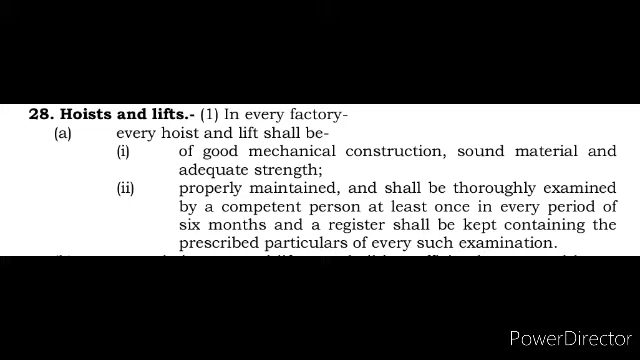 28. Hoists and lifts.- (1) In every factory-
(a) every hoist and lift shall be-
(i) of good mechanical construction, sound material and
adequate strength;
(ii) properly maintained, and shall be thoroughly examined
by a competent person at least once in every period of
six months and a register shall be kept containing the
prescribed particulars of every such examination.
PowerDirector